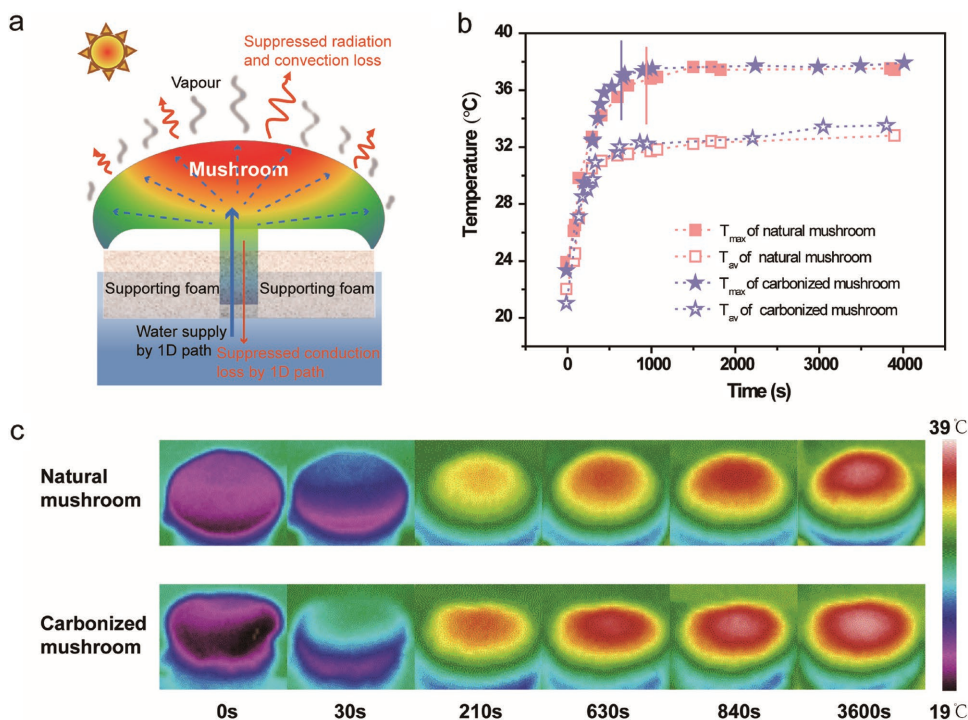 a
Suppressed radiation
and convection loss
Vapour
Mushroom
Supporting foam
Supporting foam
Water supply
by 1D path
Suppressed conduction
loss by 1D path
b
Temperature (°C)
40
36
32
28
24
20
Tmax of natural mushroom
Tav of natural mushroom
Tmax of carbonized mushroom
Tav of carbonized mushroom
0
1000
2000
3000
4000
Time (s)
c
39℃
Natural
mushroom
Carbonized
mushroom
0s
30s
210s
630s
840s
3600s
19℃